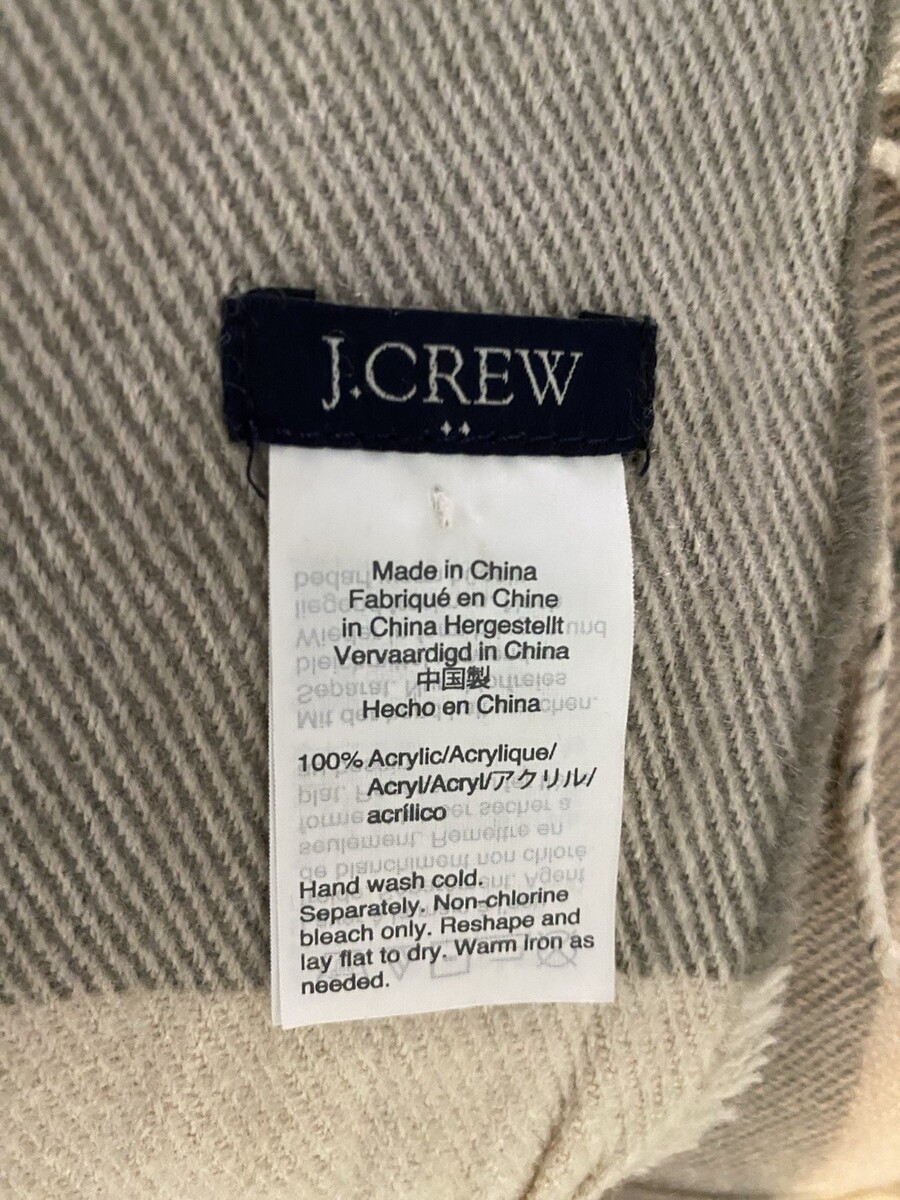 J.CREW
Made in China
Fabriqué en Chine
in China Hergestellt
Vervaardigd in China
中国製
Hecho en China
100% Acrylic/Acrylique/
Acryl/Acryl/アクリル/
acrílico
Hand wash cold.
Separately. Non-chlorine
bleach only. Reshape and
lay flat to dry. Warm iron as
needed.